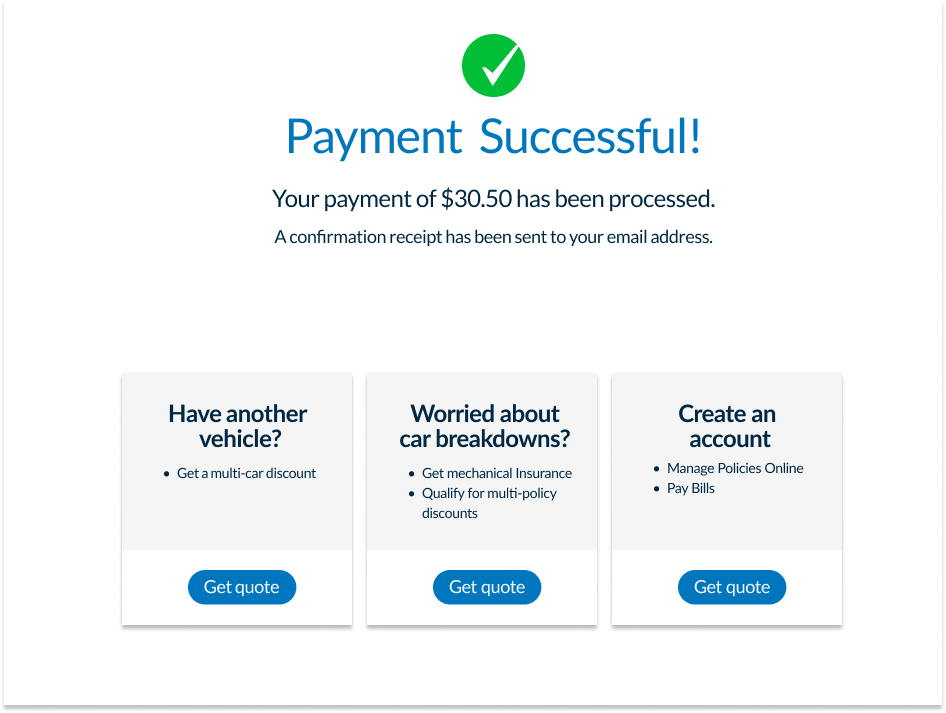 Payment Successful!
Your payment of $30.50 has been processed.
A confirmation receipt has been sent to your email address.
Have another
vehicle?
• Get a multi-car discount
Get quote
Worried about
car breakdowns?
• Get mechanical Insurance
• Qualify for multi-policy
discounts
Get quote
Create an
account
• Manage Policies Online
• Pay Bills
Get quote